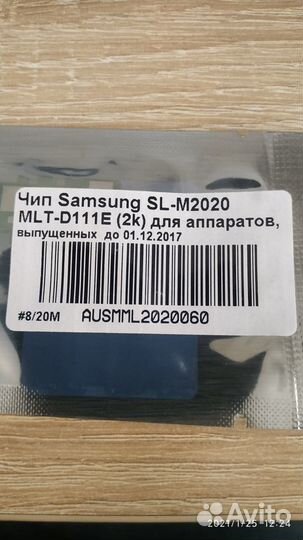 Чип Samsung SL-M2020
MLT-D111E (2k) для аппаратов,
выпущенных до 01.12.2017
#8/20M AUSMML2020060
2021/1/25 12:24
Avito